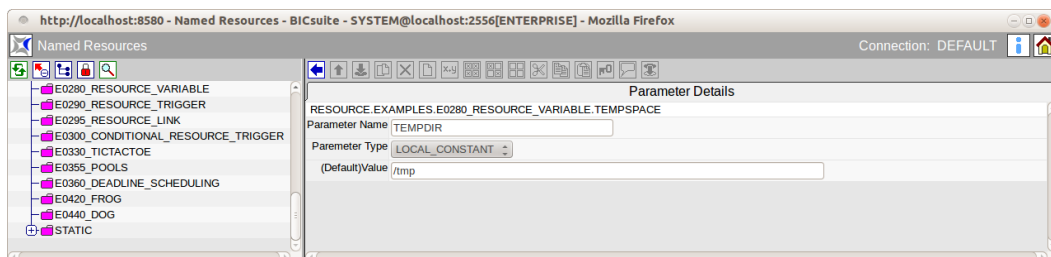 http://localhost:8580 - Named Resources - BICsuite - SYSTEM@localhost:2556[ENTERPRISE] - Mozilla Firefox
Named Resources
Connection: DEFAULT
E0280_RESOURCE_VARIABLE
E0290_RESOURCE_TRIGGER
E0295_RESOURCE_LINK
E0300_CONDITIONAL_RESOURCE_TRIGGER
E0330_TICTACTOE
E0355_POOLS
E0360_DEADLINE_SCHEDULING
E0420_FROG
E0440_DOG
STATIC
x-y
Parameter Details
RESOURCE.EXAMPLES.E0280_RESOURCE_VARIABLE.TEMPSPACE
Parameter Name TEMPDIR
Paremeter Type LOCAL_CONSTANT
(Default)Value /tmp